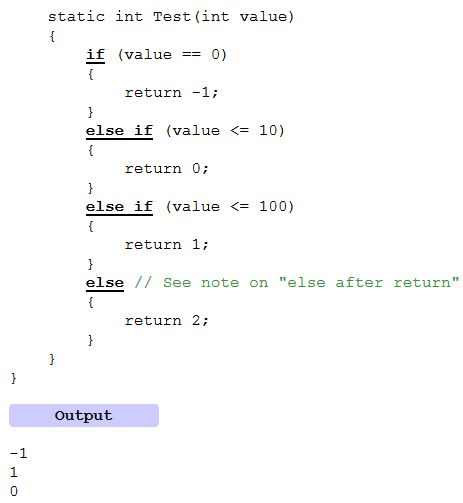 static int Test(int value)
{
if (value == 0)
{
return -1;
}
else if (value <= 10)
{
return 0;
}
else if (value <= 100)
{
return 1;
}
else // See note on "else after return"
{
return 2;
}
}
}
Output
-1
1
0